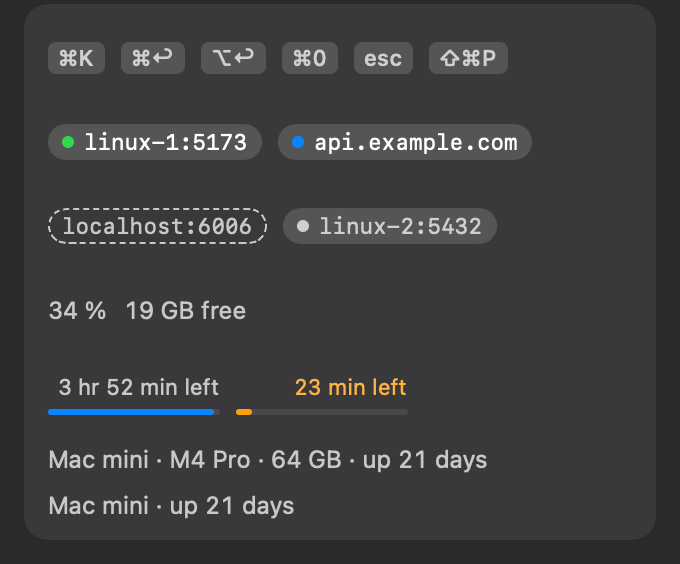 ⌘K ⌘↩ ⌥↩ ⌘0 esc ⇧⌘P
linux-1:5173 api.example.com
localhost:6006 linux-2:5432
34 % 19 GB free
3 hr 52 min left 23 min left
Mac mini · M4 Pro · 64 GB · up 21 days
Mac mini · up 21 days